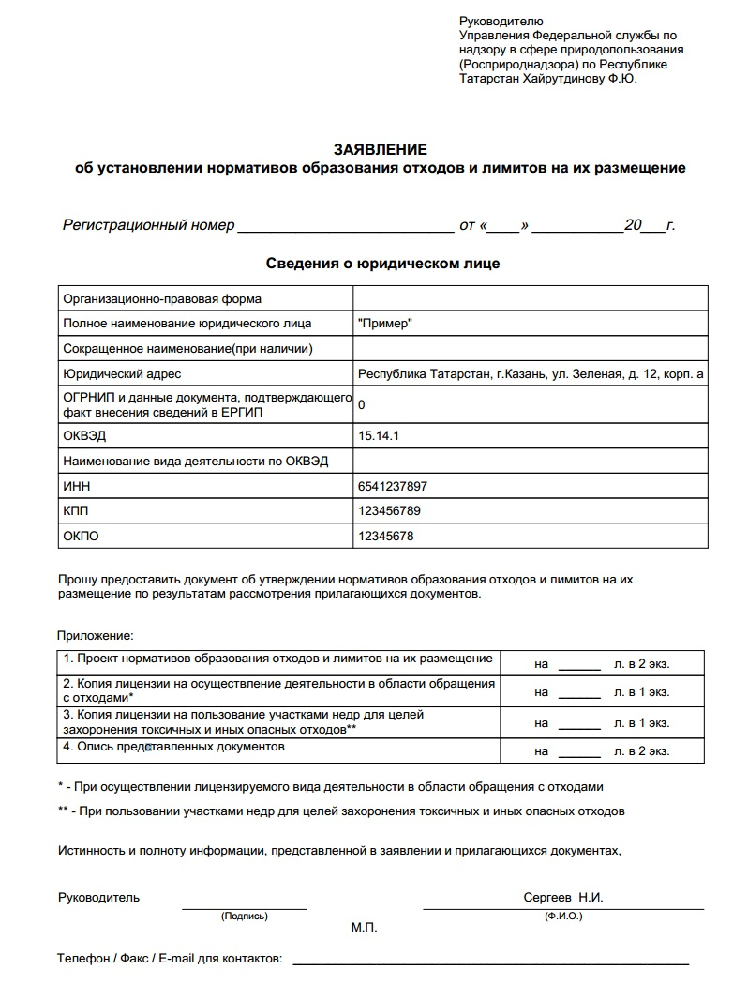 Руководителю
Управления Федеральной службы по
надзору в сфере природопользования
(Росприроднадзора) по Республике
Татарстан Хайрутдинову Ф.Ю.
ЗАЯВЛЕНИЕ
об установлении нормативов образования отходов и лимитов на их размещение
Регистрационный номер __________________________ от «____» ___________20___г.
Сведения о юридическом лице
Организационно-правовая форма
Полное наименование юридического лица "Пример"
Сокращенное наименование(при наличии)
Юридический адрес Республика Татарстан, г.Казань, ул. Зеленая, д. 12, корп. а
ОГРНИП и данные документа, подтверждающего
факт внесения сведений в ЕРГИП 0
ОКВЭД 15.14.1
Наименование вида деятельности по ОКВЭД
ИНН 6541237897
КПП 123456789
ОКПО 12345678
Прошу предоставить документ об утверждении нормативов образования отходов и лимитов на их
размещение по результатам рассмотрения прилагающихся документов.
Приложение:
1. Проект нормативов образования отходов и лимитов на их размещение на ______ л. в 2 экз.
2. Копия лицензии на осуществление деятельности в области обращения
с отходами* на ______ л. в 1 экз.
3. Копия лицензии на пользование участками недр для целей
захоронения токсичных и иных опасных отходов** на ______ л. в 1 экз.
4. Опись представленных документов на ______ л. в 2 экз.
* - При осуществлении лицензируемого вида деятельности в области обращения с отходами
** - При пользовании участками недр для целей захоронения токсичных и иных опасных отходов
Истинность и полноту информации, представленной в заявлении и прилагающихся документах,
Руководитель Сергеев Н.И.
(Подпись) (Ф.И.О.)
М.П.
Телефон / Факс / E-mail для контактов: